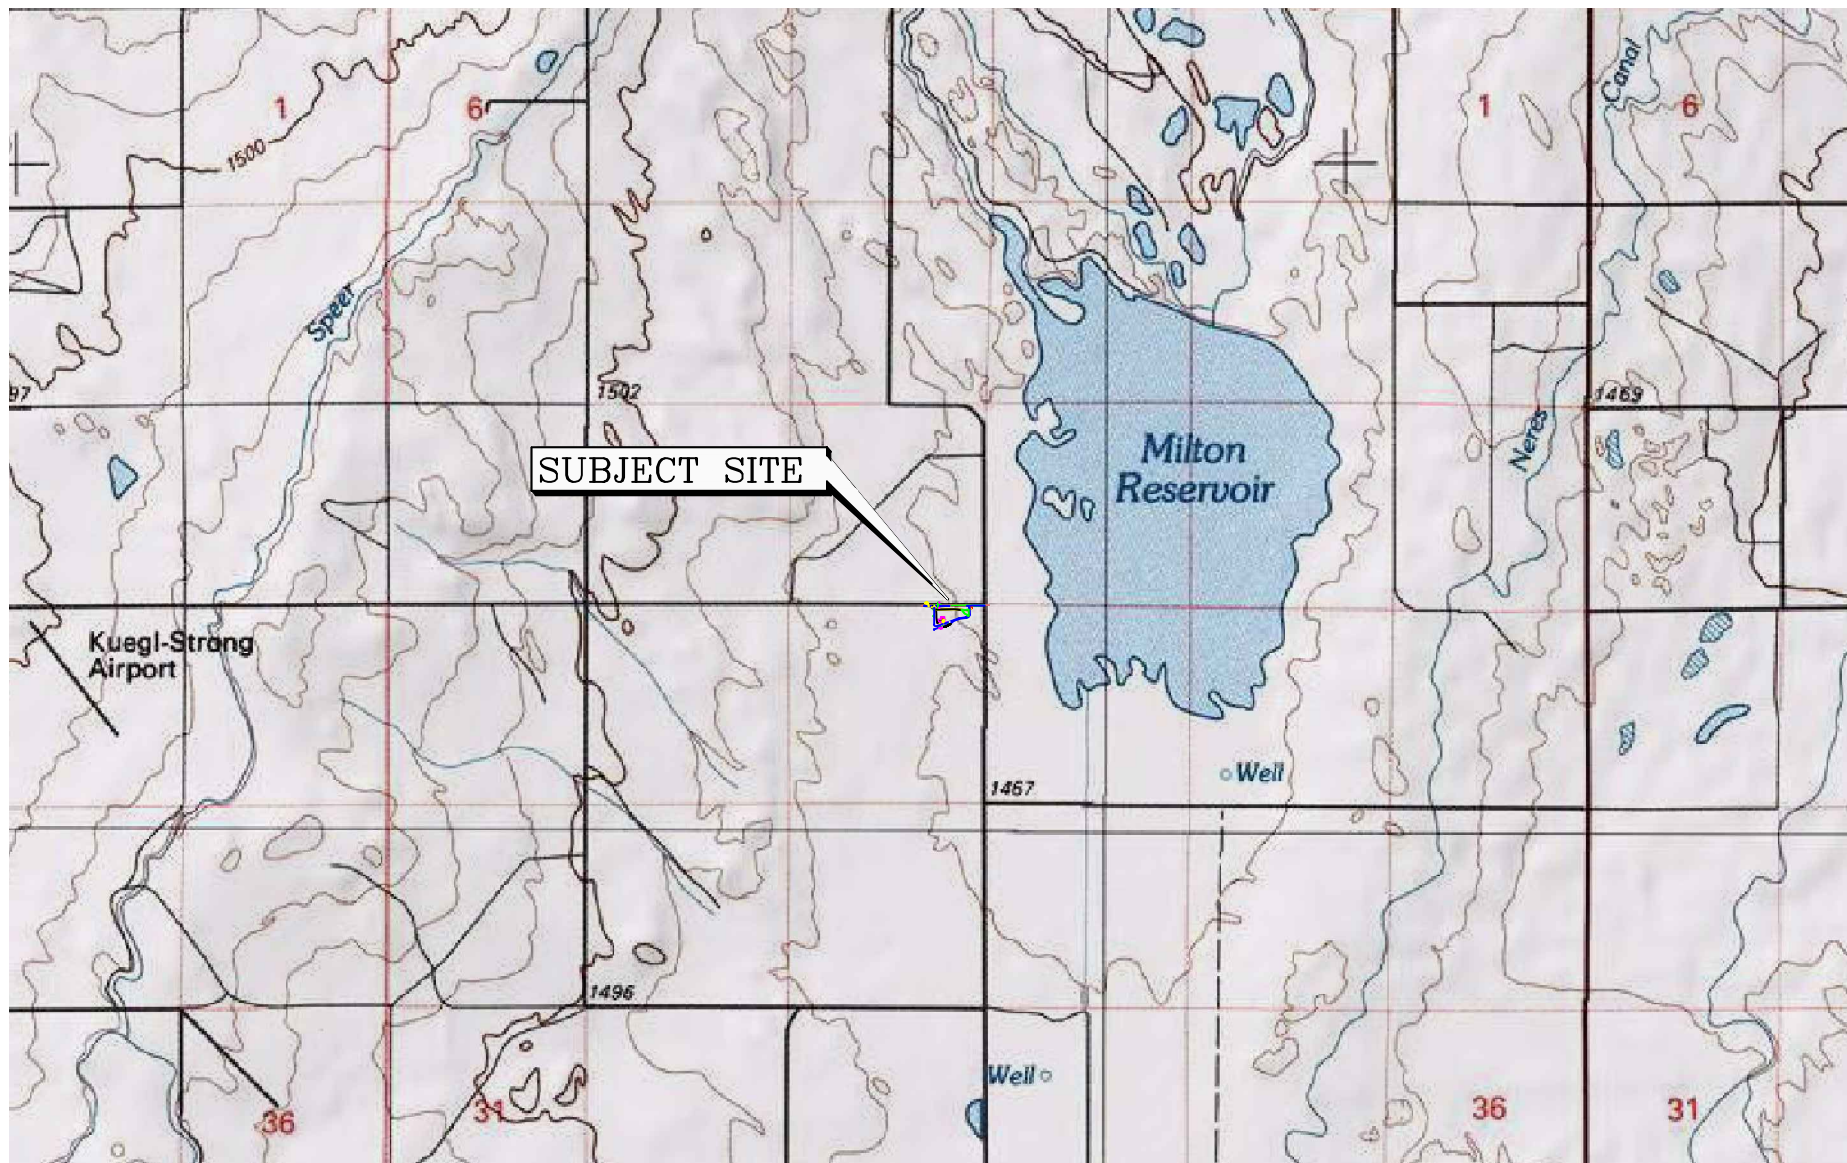 Canal
1
6
1
6
1500
Speer
97
1502
1469
SUBJECT SITE
Milton
Reservoir
Neres
Kuegl-Strong
Airport
Well
1467
1496
Well
36
31
36
31